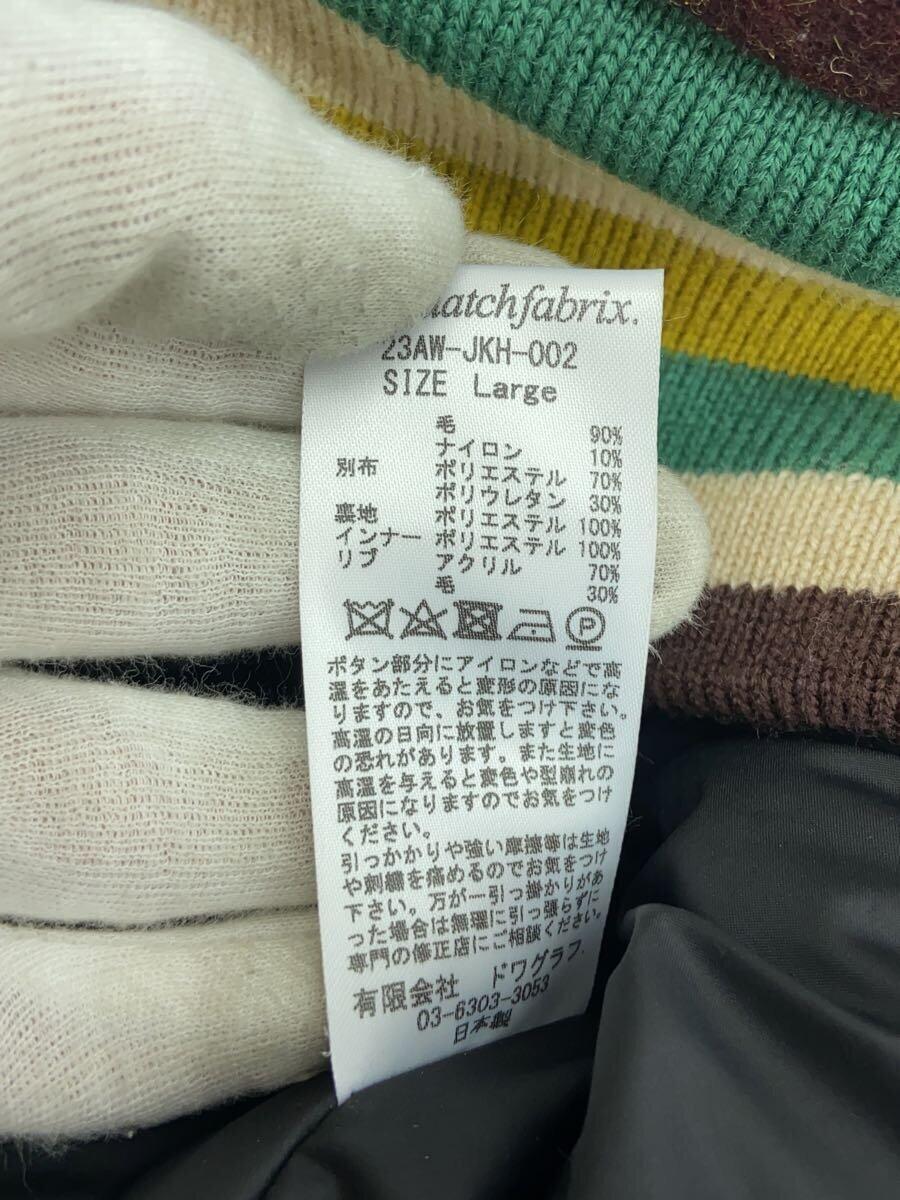 atchfabrix.
23AW-JKH-002
SIZE Large
毛 90%
ナイロン 10%
別布 ポリエステル 70%
ポリウレタン 30%
裏地 ポリエステル 100%
インナー ポリエステル 100%
リブ アクリル 70%
毛 30%
P
ボタン部分にアイロンなどで高
温をあたえると変形の原因にな
りますので、お気をつけ下さい。
高温の日向に放置しますと変色
の恐れがあります。また生地に
高温を与えると変色や型崩れの
原因になりますのでお気をつけ
ください。
引っかかりや強い摩擦等は生地
や刺繍を痛めるのでお気をつけ
下さい。万が一引っ掛かりがあ
った場合は無理に引っ張らずに
専門の修正店にご相談ください。
有限会社 ドワグラフ
03-6303-3053
日本製